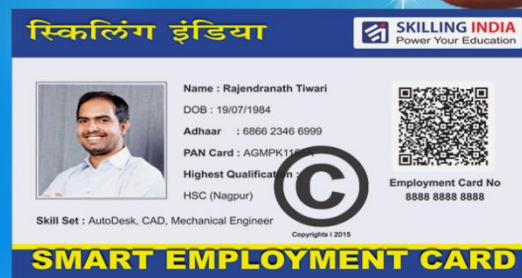 स्किलिंग इंडिया
SKILLING INDIA
Power Your Education
Name : Rajendranath Tiwari
DOB : 19/07/1984
Adhaar : 6866 2346 6999
PAN Card :
Highest Qualification :
HSC (Nagpur)
Skill Set : AutoDesk, CAD, Mechanical Engineer
Employment Card No
8888 8888 8888
C
Copyrights I 2015
SMART EMPLOYMENT CARD